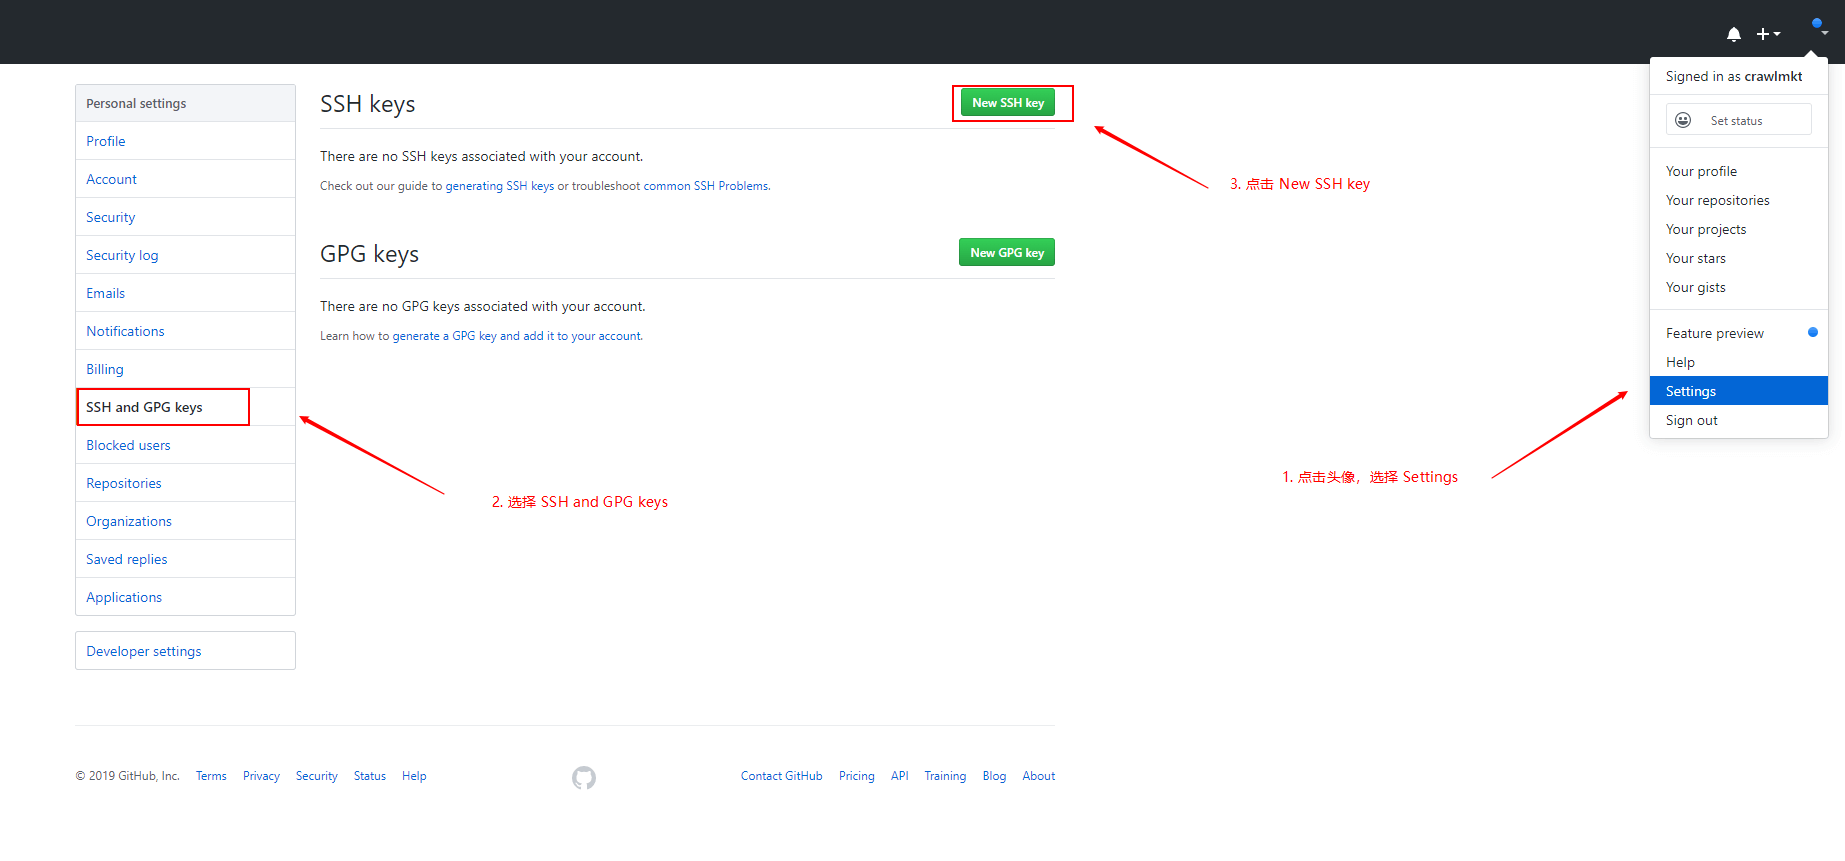 Signed in as crawlmkt
Set status
Your profile
Your repositories
Your projects
Your stars
Your gists
Feature preview
Help
Settings
Sign out
Personal settings
Profile
Account
Security
Security log
Emails
Notifications
Billing
SSH and GPG keys
Blocked users
Repositories
Organizations
Saved replies
Applications
Developer settings
SSH keys
New SSH key
There are no SSH keys associated with your account.
Check out our guide to generating SSH keys or troubleshoot common SSH Problems.
GPG keys
New GPG key
There are no GPG keys associated with your account.
Learn how to generate a GPG key and add it to your account.
3. 点击 New SSH key
1. 点击头像，选择 Settings
2. 选择 SSH and GPG keys
© 2019 GitHub, Inc. Terms Privacy Security Status Help
Contact GitHub Pricing API Training Blog About